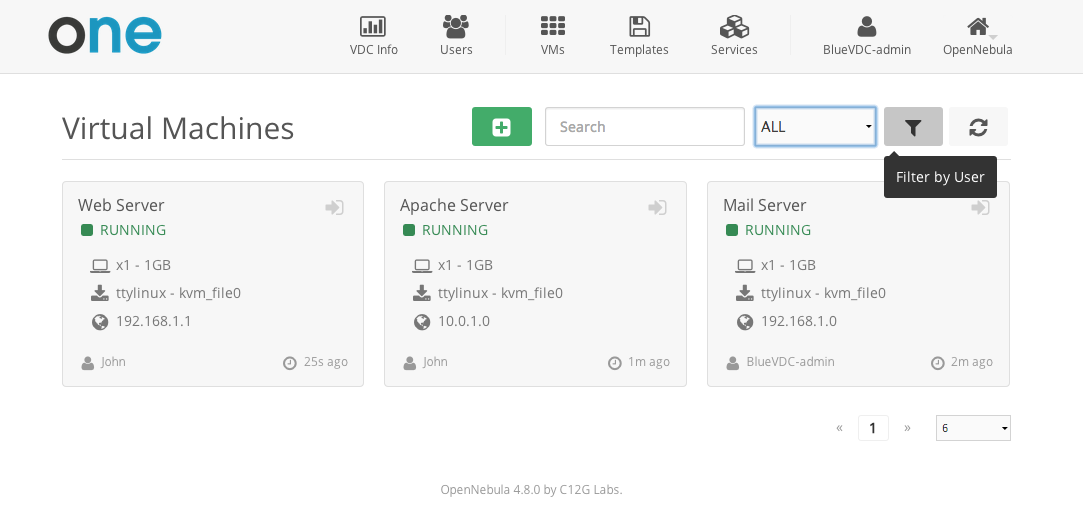 one
VDC Info
Users
VMs
Templates
Services
BlueVDC-admin
OpenNebula
Virtual Machines
Search
ALL
Filter by User
Web Server
RUNNING
x1 - 1GB
ttylinux - kvm_file0
192.168.1.1
John
25s ago
Apache Server
RUNNING
x1 - 1GB
ttylinux - kvm_file0
10.0.1.0
John
1m ago
Mail Server
RUNNING
x1 - 1GB
ttylinux - kvm_file0
192.168.1.0
BlueVDC-admin
2m ago
« 1 »
6
OpenNebula 4.8.0 by C12G Labs.